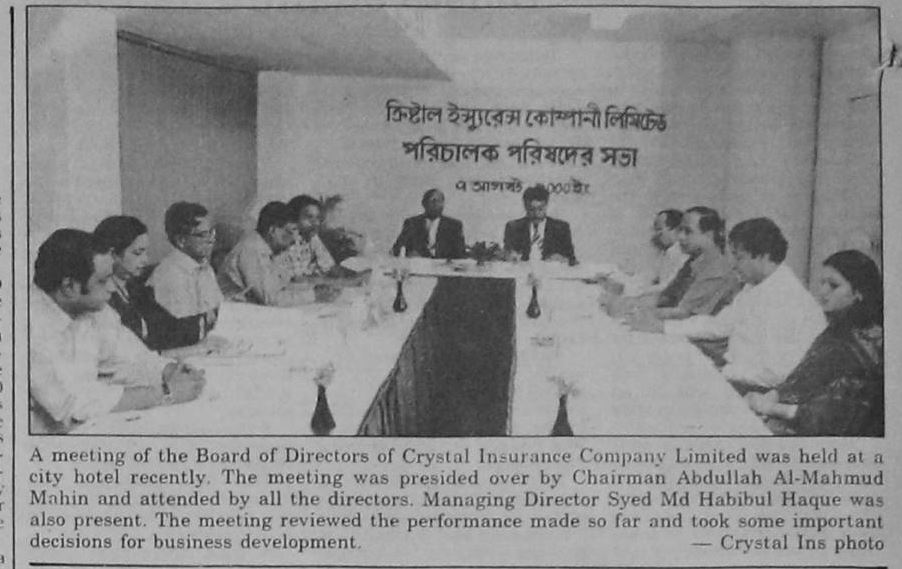 ক্রিষ্টাল ইন্স্যুরেন্স কোম্পানী লিমিটেড
পরিচালক পরিষদের সভা
A meeting of the Board of Directors of Crystal Insurance Company Limited was held at a
city hotel recently. The meeting was presided over by Chairman Abdullah Al-Mahmud
Mahin and attended by all the directors. Managing Director Syed Md Habibul Haque was
also present. The meeting reviewed the performance made so far and took some important
decisions for business development. — Crystal Ins photo